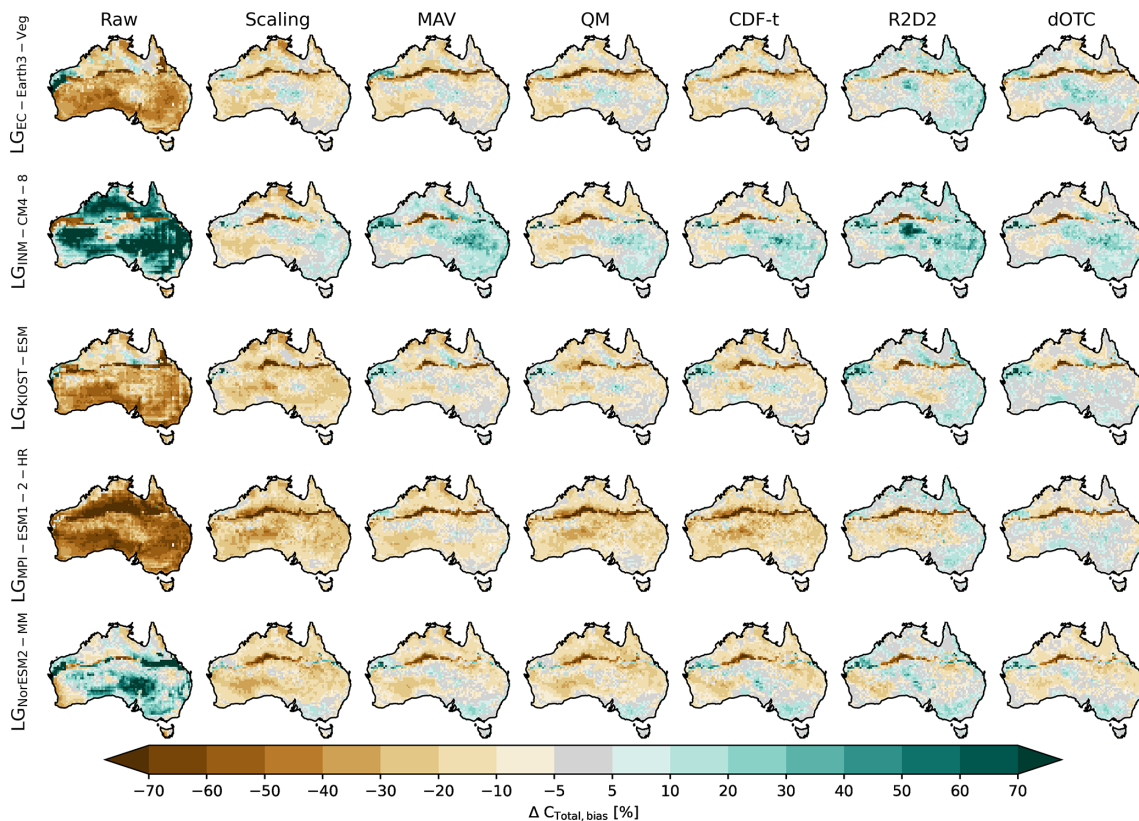 Raw Scaling MAV QM CDF-t R2D2 dOTC
LG EC − Earth3 − Veg
LG INM − CM4 − 8
LG KIOST − ESM
LG MPI − ESM1 − 2 − HR
LG NorESM2 − MM
−70 −60 −50 −40 −30 −20 −10 −5 5 10 20 30 40 50 60 70
Δ C Total, bias [%]